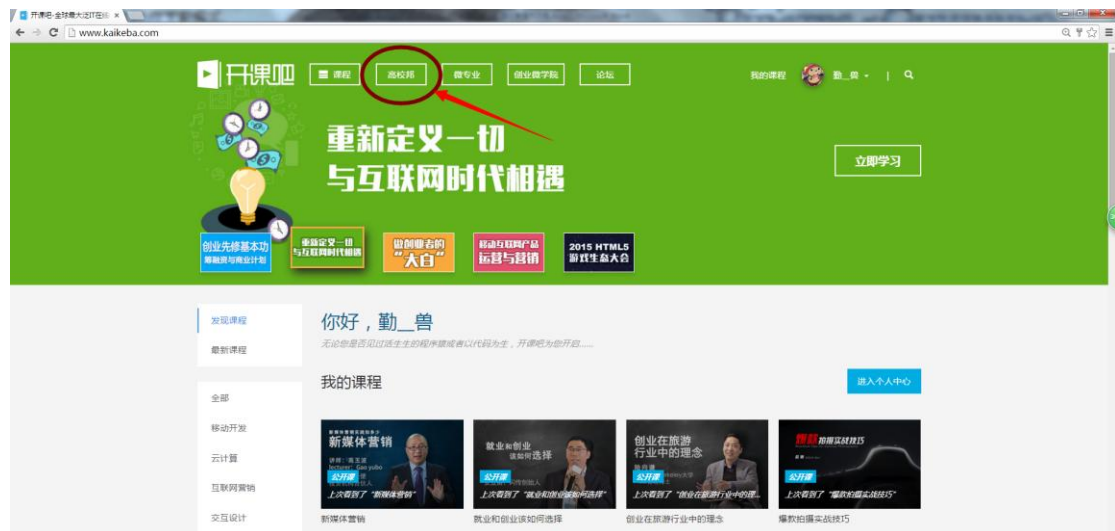 开课吧-全球最大泛IT在
www.kaikeba.com
开课吧
课程
高校邦
微专业
创业微学院
论坛
我的课程
勤__兽
重新定义一切
与互联网时代相遇
立即学习
创业先修基本功
筹融资与商业计划
重新定义一切
与互联网时代相遇
做创业者的
“大白”
移动互联网产品
运营与营销
2015 HTML5
游戏生态大会
发现课程
最新课程
全部
移动开发
云计算
互联网营销
交互设计
你好，勤__兽
无论您是否见过活生生的程序猿或者以代码为生，开课吧为您开启......
我的课程
进入个人中心
新媒体营销
公开课
上次看到了 “新媒体营销”
新媒体营销
就业和创业
该如何选择
公开课
上次看到了 “就业和创业该如何选择”
就业和创业该如何选择
创业在旅游
行业中的理念
公开课
上次看到了 “创业在旅游行业中的理...
创业在旅游行业中的理念
爆款拍摄实战技巧
公开课
上次看到了 “爆款拍摄实战技巧”
爆款拍摄实战技巧